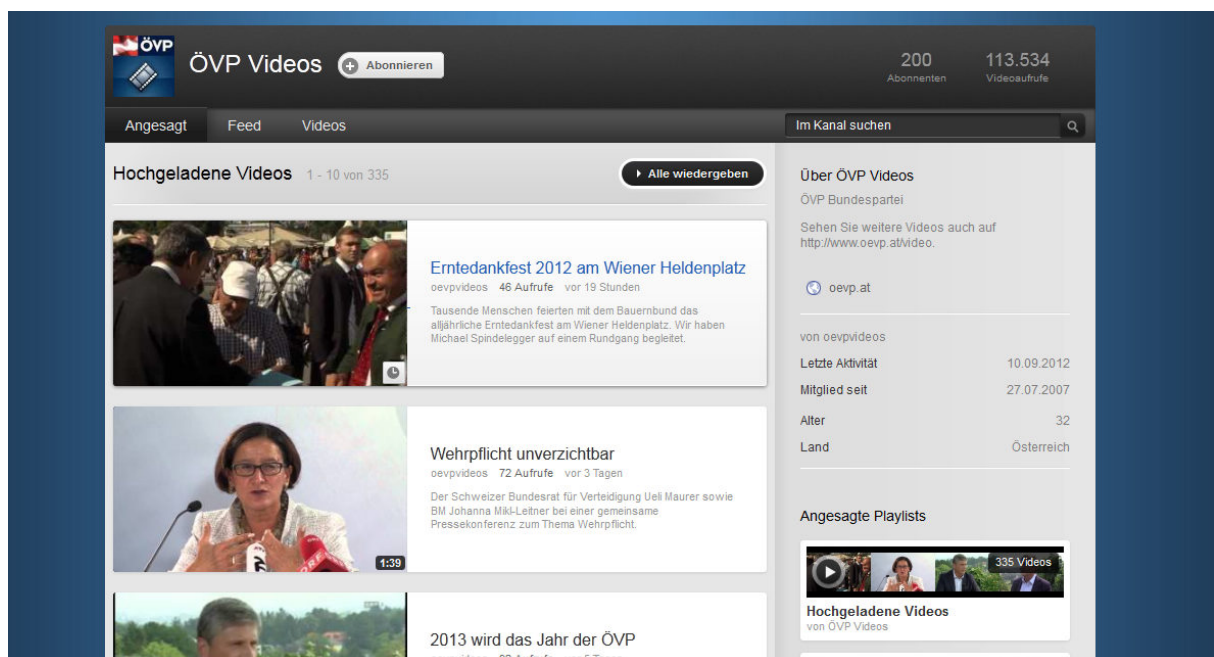 ÖVP
ÖVP Videos
Abonnieren
200
Abonnenten
113.534
Videoaufrufe
Angesagt
Feed
Videos
Im Kanal suchen
Hochgeladene Videos 1 - 10 von 335
Alle wiedergeben
Erntedankfest 2012 am Wiener Heldenplatz
oevpvideos 46 Aufrufe vor 19 Stunden
Tausende Menschen feierten mit dem Bauernbund das
alljährliche Erntedankfest am Wiener Heldenplatz. Wir haben
Michael Spindelegger auf einem Rundgang begleitet.
Wehrpflicht unverzichtbar
oevpvideos 72 Aufrufe vor 3 Tagen
Der Schweizer Bundesrat für Verteidigung Ueli Maurer sowie
BM Johanna Mikl-Leitner bei einer gemeinsame
Pressekonferenz zum Thema Wehrpflicht.
1:39
2013 wird das Jahr der ÖVP
Über ÖVP Videos
ÖVP Bundespartei
Sehen Sie weitere Videos auch auf
http://www.oevp.at/video.
oevp.at
von oevpvideos
Letzte Aktivität 10.09.2012
Mitglied seit 27.07.2007
Alter 32
Land Österreich
Angesagte Playlists
335 Videos
Hochgeladene Videos
von ÖVP Videos